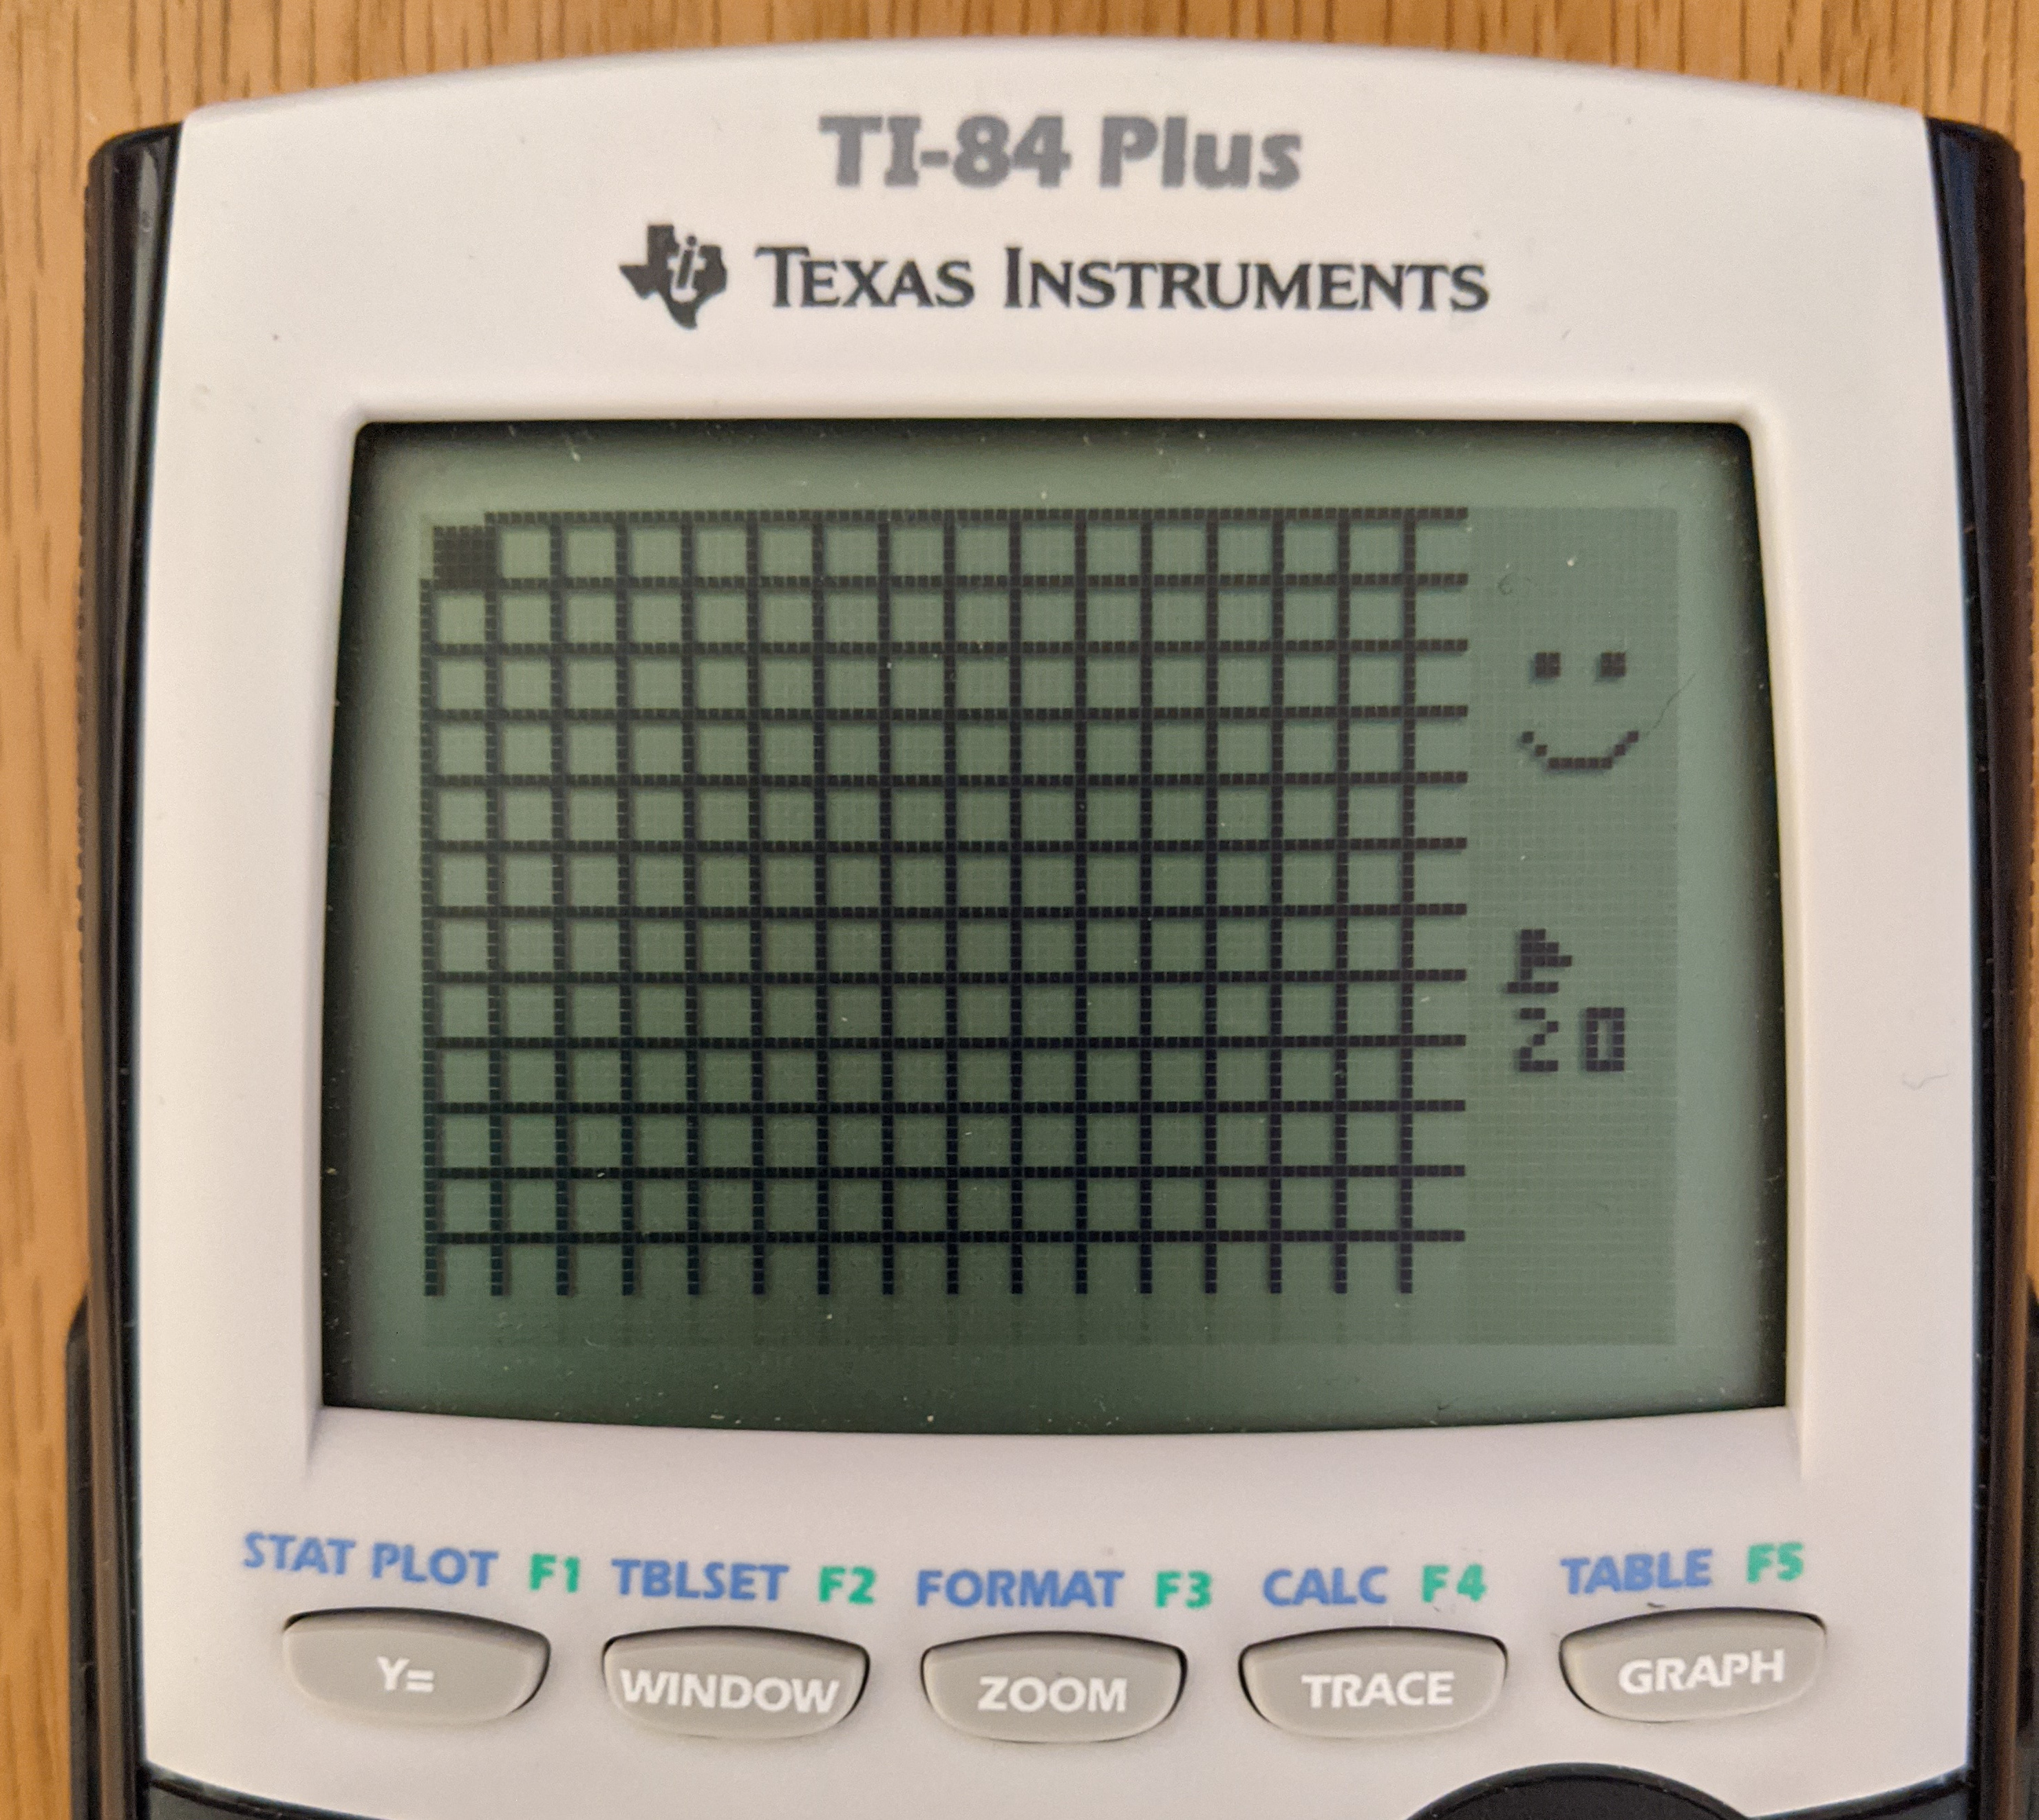 TI-84 Plus
TEXAS INSTRUMENTS
20
STAT PLOT F1 TBLSET F2 FORMAT F3 CALC F4 TABLE F5
Y= WINDOW ZOOM TRACE GRAPH